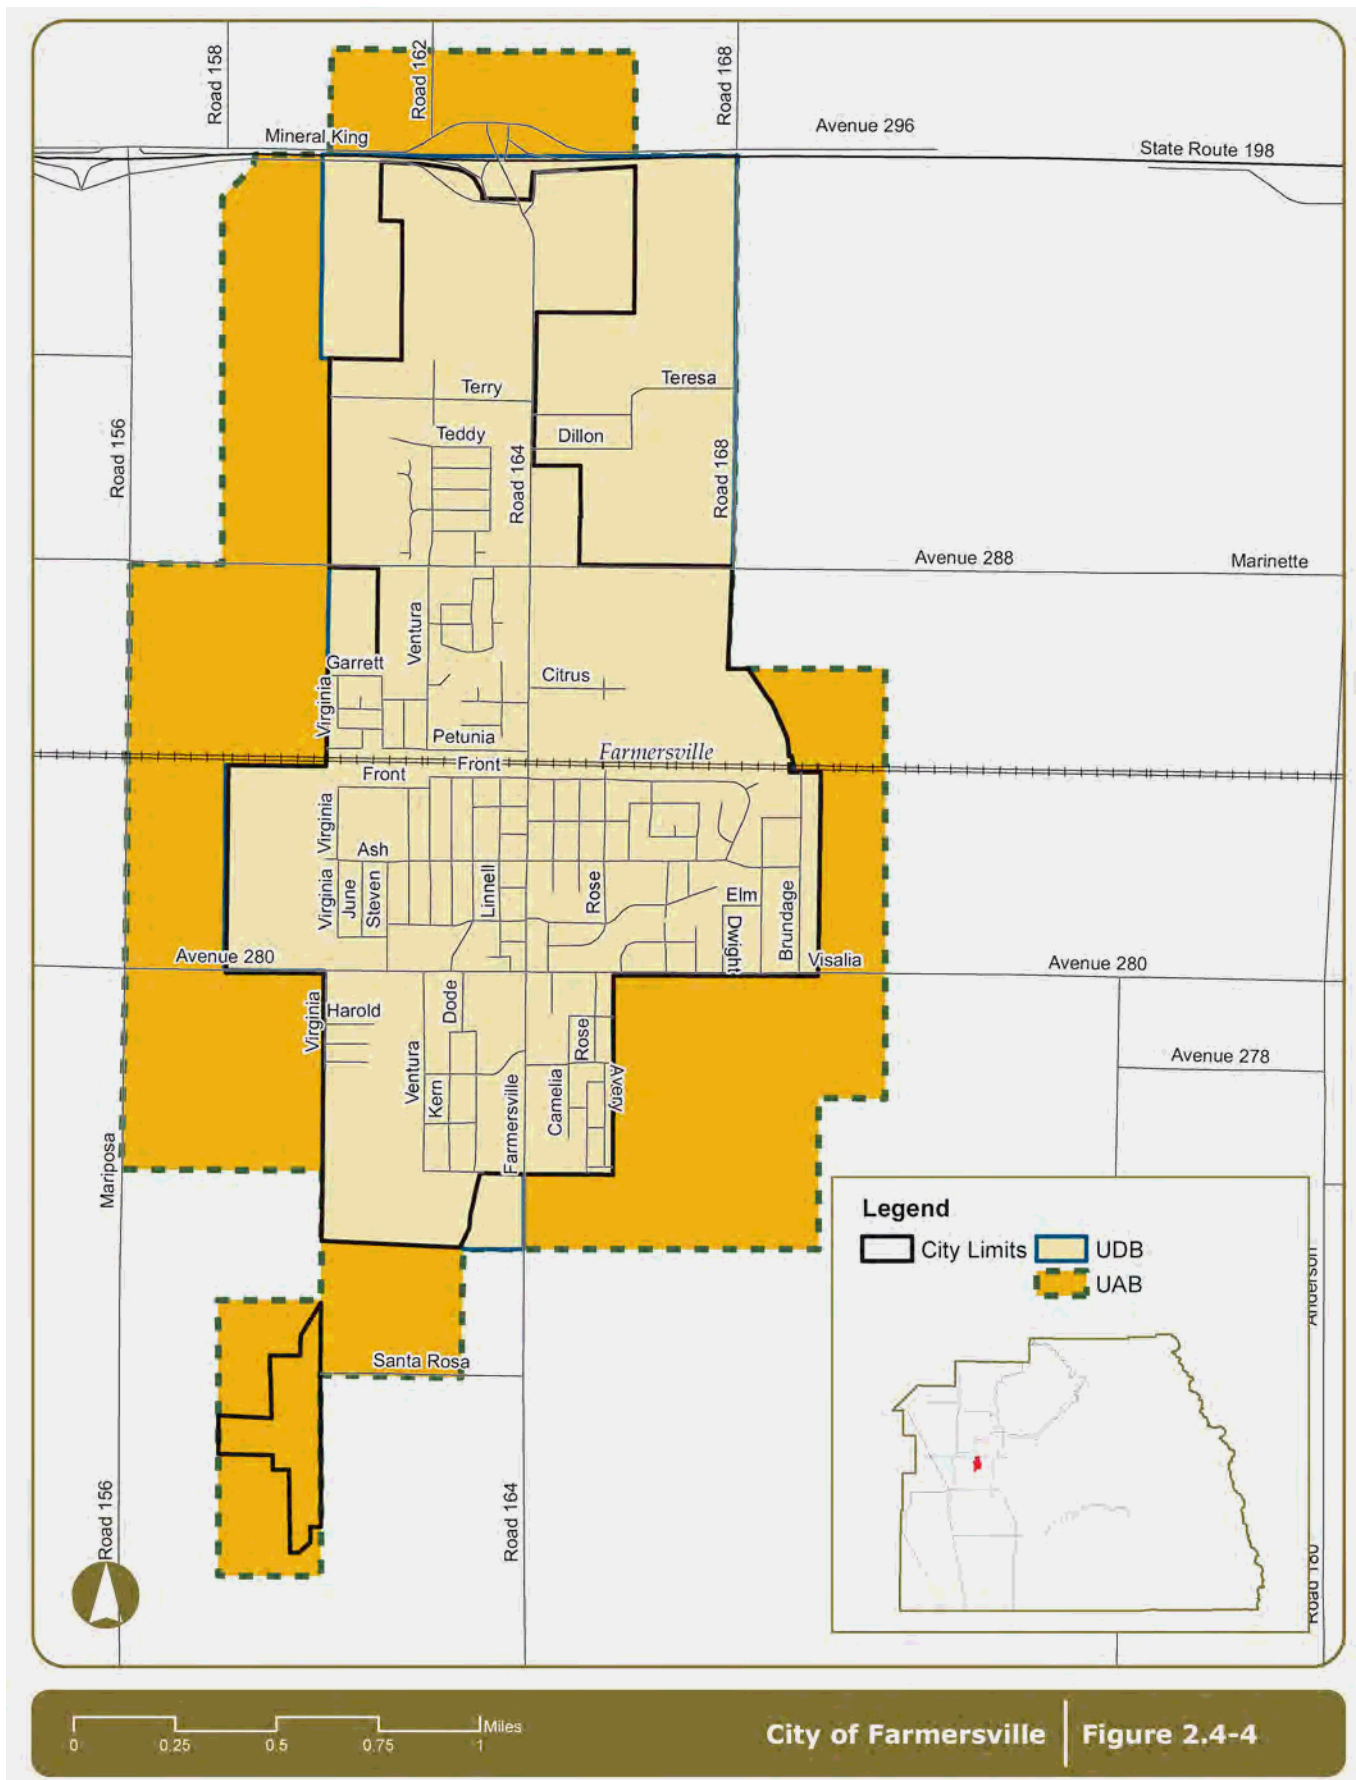 Road 158
Road 162
Road 168
Avenue 296
Mineral King
State Route 198
Terry
Teresa
Teddy
Dillon
Road 156
Road 164
Road 168
Avenue 288
Marinette
Ventura
Garrett
Virginia
Citrus
Petunia
Farmersville
Front
Front
Virginia
Ash
Virginia
June
Steven
Linnell
Rose
Elm
Dwight
Brundage
Avenue 280
Visalia
Avenue 280
Virginia
Harold
Dode
Rose
Avenue 278
Ventura
Kern
Farmersville
Camelia
Avery
Mariposa
Legend
City Limits
UDB
UAB
Anderson
Santa Rosa
Road 156
Road 164
Road 180
Miles
0 0.25 0.5 0.75 1
City of Farmersville
Figure 2.4-4